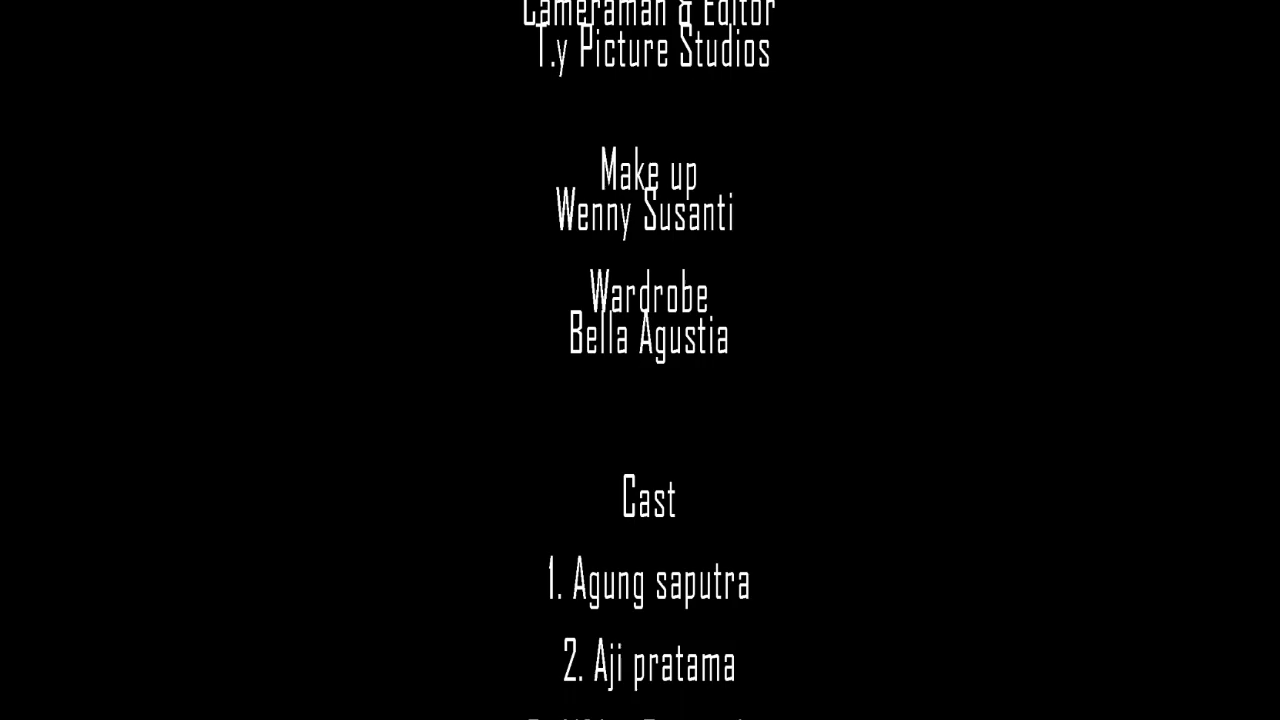 Cameraman & Editor
T.y Picture Studios
Make up
Wenny Susanti
Wardrobe
Bella Agustia
Cast
1. Agung saputra
2. Aji pratama